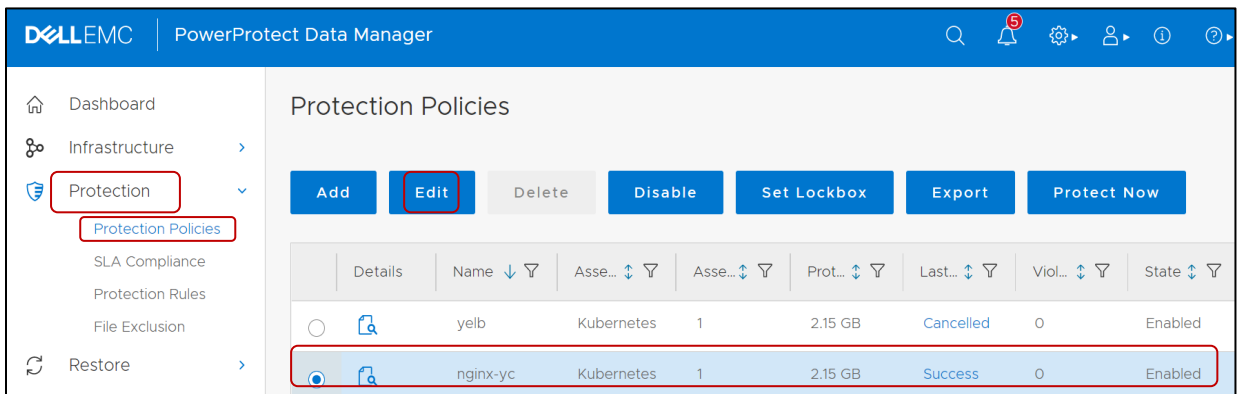 DELLEMC PowerProtect Data Manager 5
Dashboard
Infrastructure
Protection
Protection Policies
SLA Compliance
Protection Rules
File Exclusion
Restore
Protection Policies
Add Edit Delete Disable Set Lockbox Export Protect Now
Details Name Asse... Asse... Prot... Last... Viol... State
yelb Kubernetes 1 2.15 GB Cancelled 0 Enabled
nginx-yc Kubernetes 1 2.15 GB Success 0 Enabled